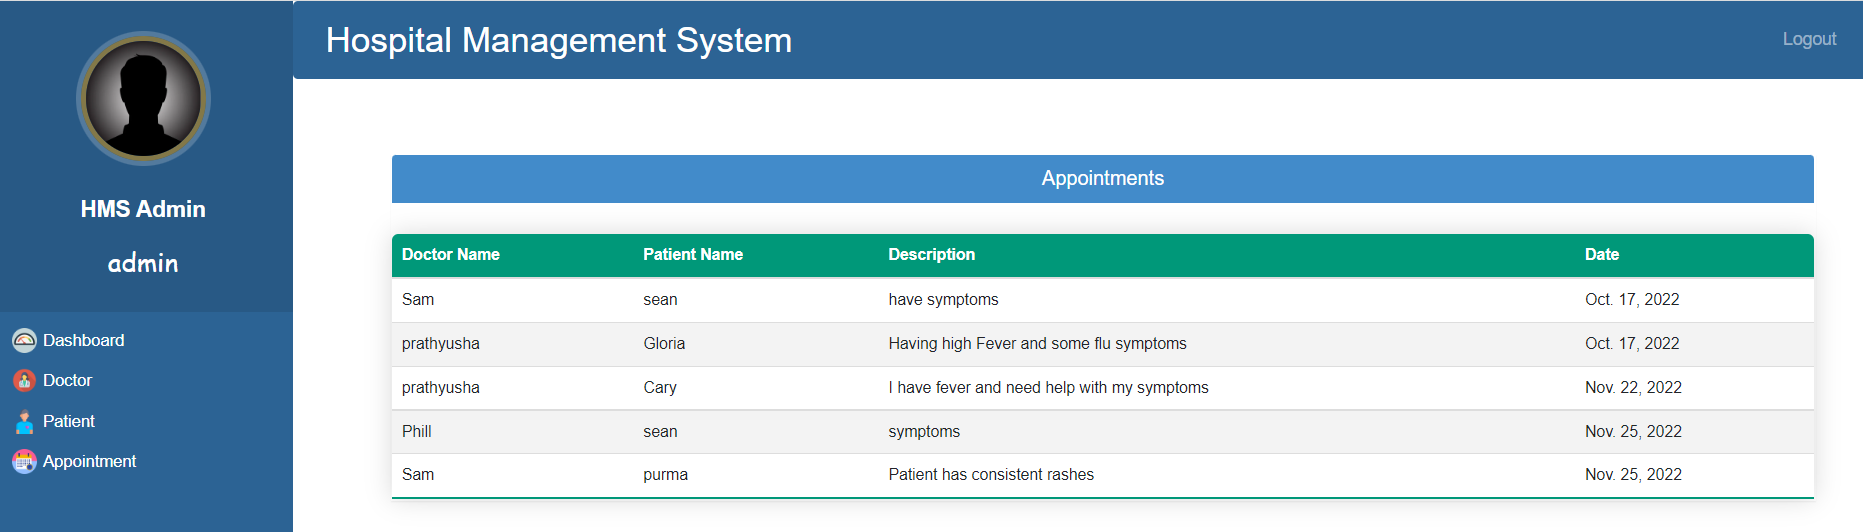 Hospital Management System
Logout
HMS Admin
admin
Dashboard
Doctor
Patient
Appointment
Appointments
Doctor Name Patient Name Description Date
Sam sean have symptoms Oct. 17, 2022
prathyusha Gloria Having high Fever and some flu symptoms Oct. 17, 2022
prathyusha Cary I have fever and need help with my symptoms Nov. 22, 2022
Phill sean symptoms Nov. 25, 2022
Sam purma Patient has consistent rashes Nov. 25, 2022